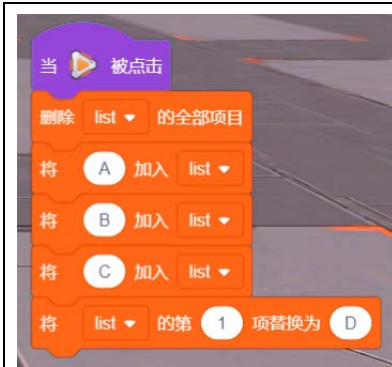 当 被点击
删除 list 的全部项目
将 A 加入 list
将 B 加入 list
将 C 加入 list
将 list 的第 1 项替换为 D